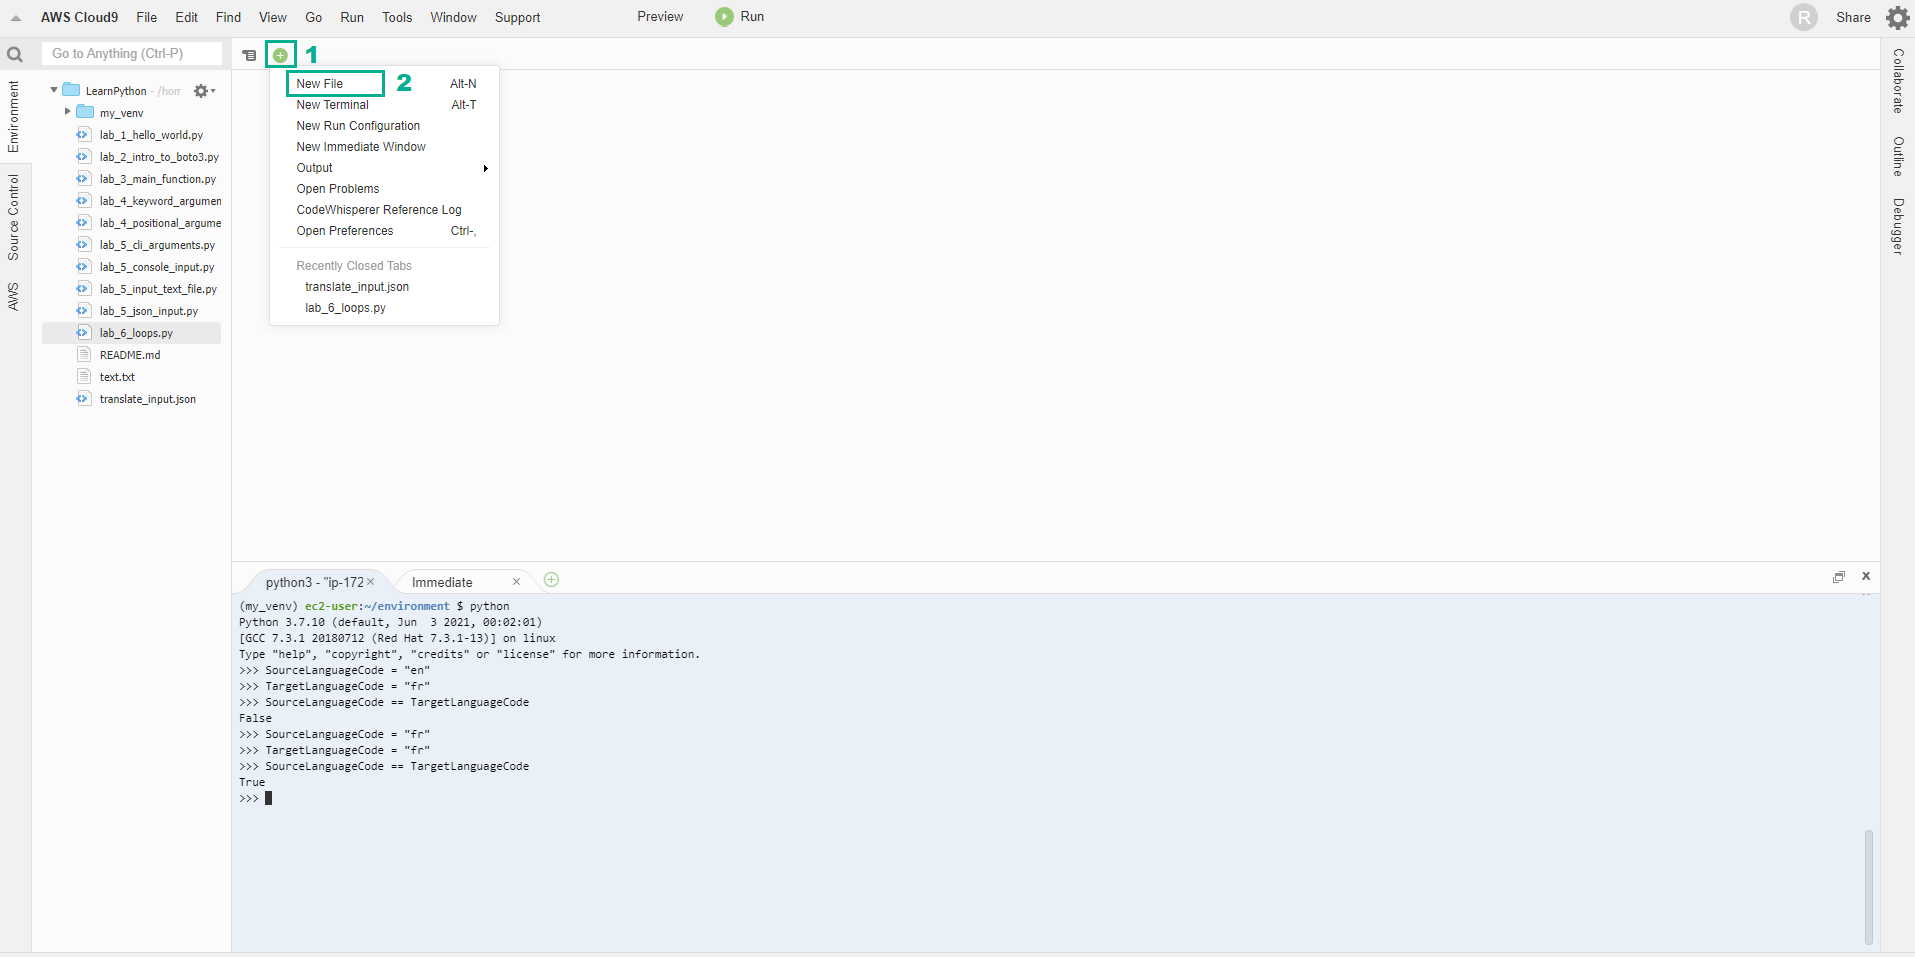 AWS Cloud9 File Edit Find View Go Run Tools Window Support Preview Run R Share
Go to Anything (Ctrl-P)
1
New File Alt-N
2
New Terminal Alt-T
New Run Configuration
New Immediate Window
Output
Open Problems
CodeWhisperer Reference Log
Open Preferences Ctrl-,
Recently Closed Tabs
translate_input.json
lab_6_loops.py
Environment
Source Control
AWS
LearnPython - /hom
my_venv
lab_1_hello_world.py
lab_2_intro_to_boto3.py
lab_3_main_function.py
lab_4_keyword_argumen
lab_4_positional_argume
lab_5_cli_arguments.py
lab_5_console_input.py
lab_5_input_text_file.py
lab_5_json_input.py
lab_6_loops.py
README.md
text.txt
translate_input.json
Collaborate
Outline
Debugger
python3 - "ip-172 Immediate
(my_venv) ec2-user:~/environment $ python
Python 3.7.10 (default, Jun  3 2021, 00:02:01)
[GCC 7.3.1 20180712 (Red Hat 7.3.1-13)] on linux
Type "help", "copyright", "credits" or "license" for more information.
>>> SourceLanguageCode = "en"
>>> TargetLanguageCode = "fr"
>>> SourceLanguageCode == TargetLanguageCode
False
>>> SourceLanguageCode = "fr"
>>> TargetLanguageCode = "fr"
>>> SourceLanguageCode == TargetLanguageCode
True
>>>